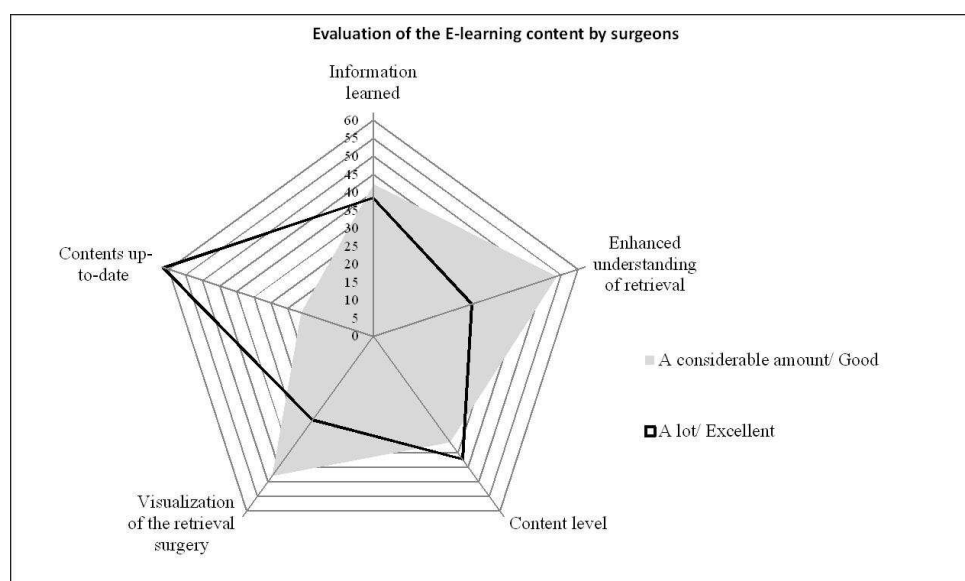 Evaluation of the E-learning content by surgeons
Information
learned
60
55
50
45
40
35
30
25
20
15
10
5
0
Contents up-
to-date
Enhanced
understanding
of retrieval
A considerable amount/ Good
A lot/ Excellent
Visualization
of the retrieval
surgery
Content level